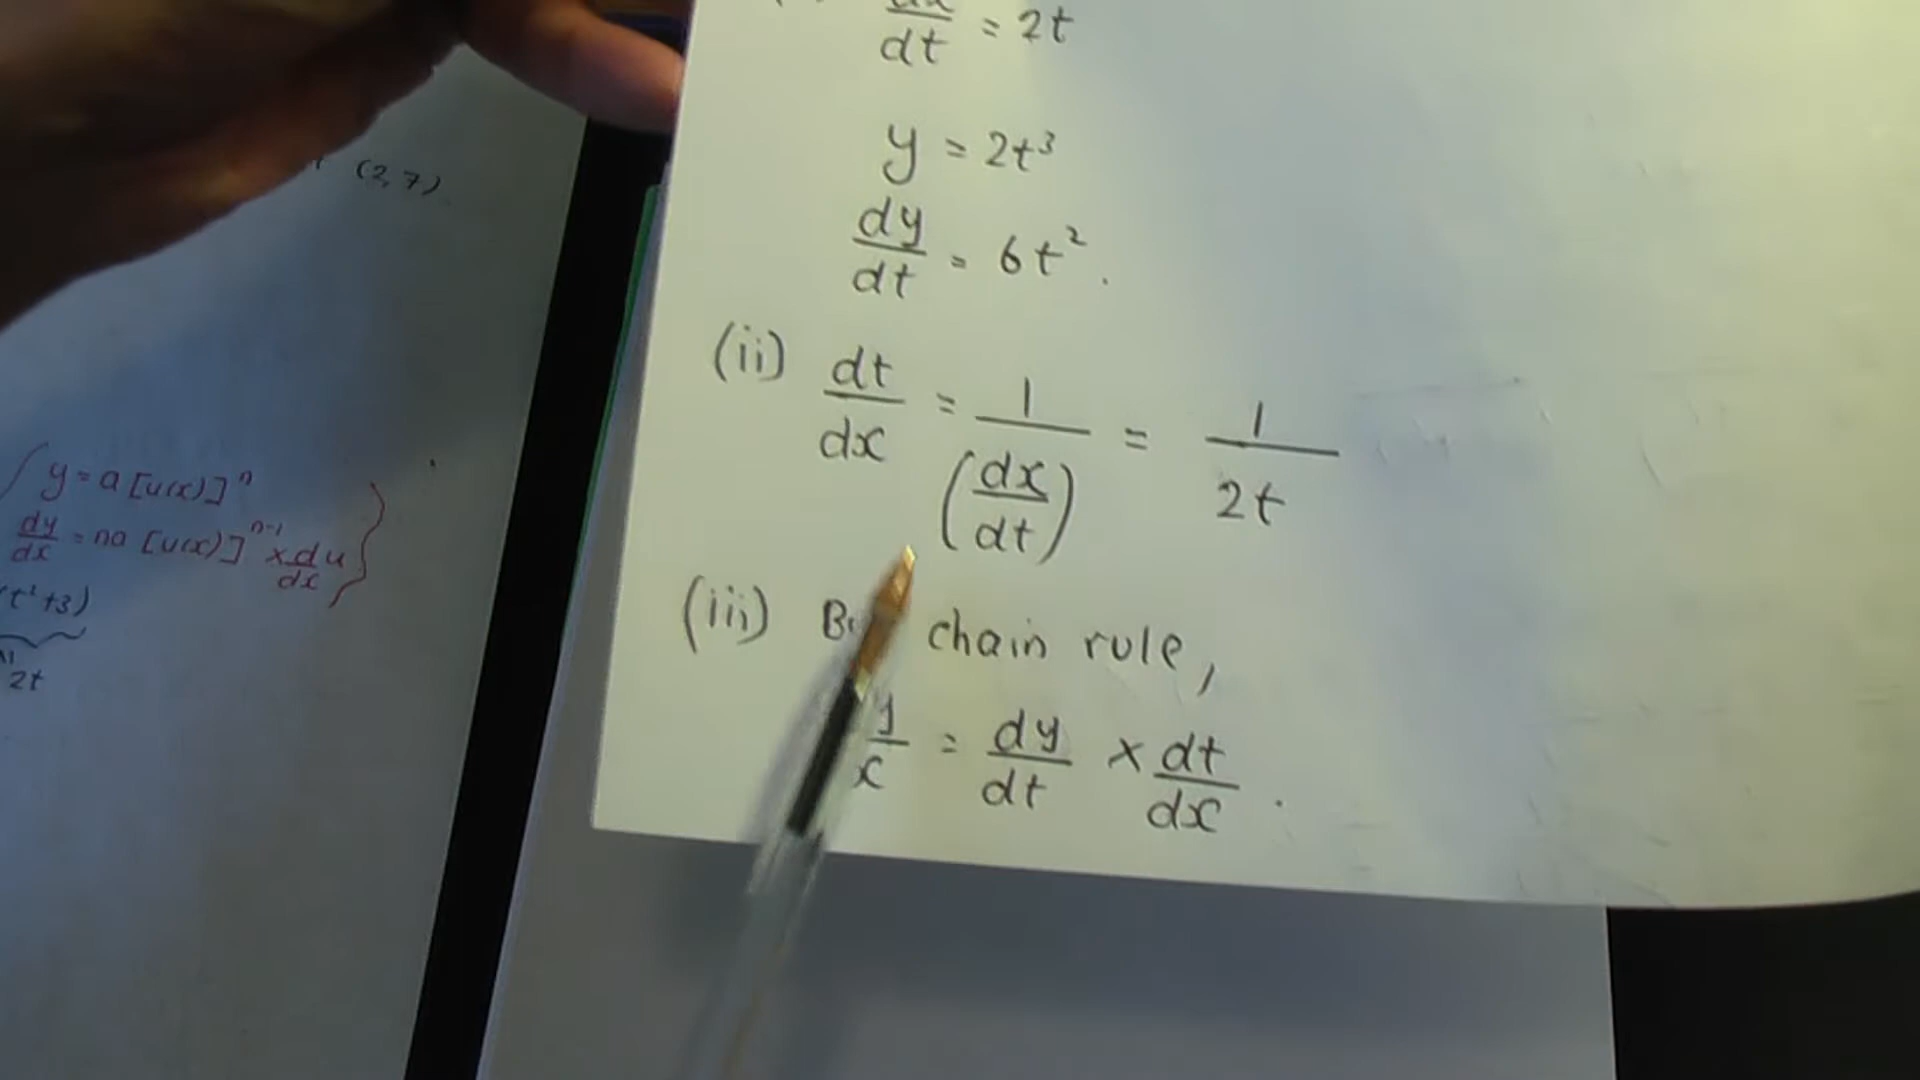 (2,7)
y = a [u(x)]ⁿ
dy/dx = na [u(x)]ⁿ⁻¹ × du/dx
(t² + 3)
2t
dt = 2t
y = 2t³
dy/dt = 6t².
(ii) dt/dx = 1/(dx/dt) = 1/2t
(iii) chain rule,
= dy/dt × dt/dx.